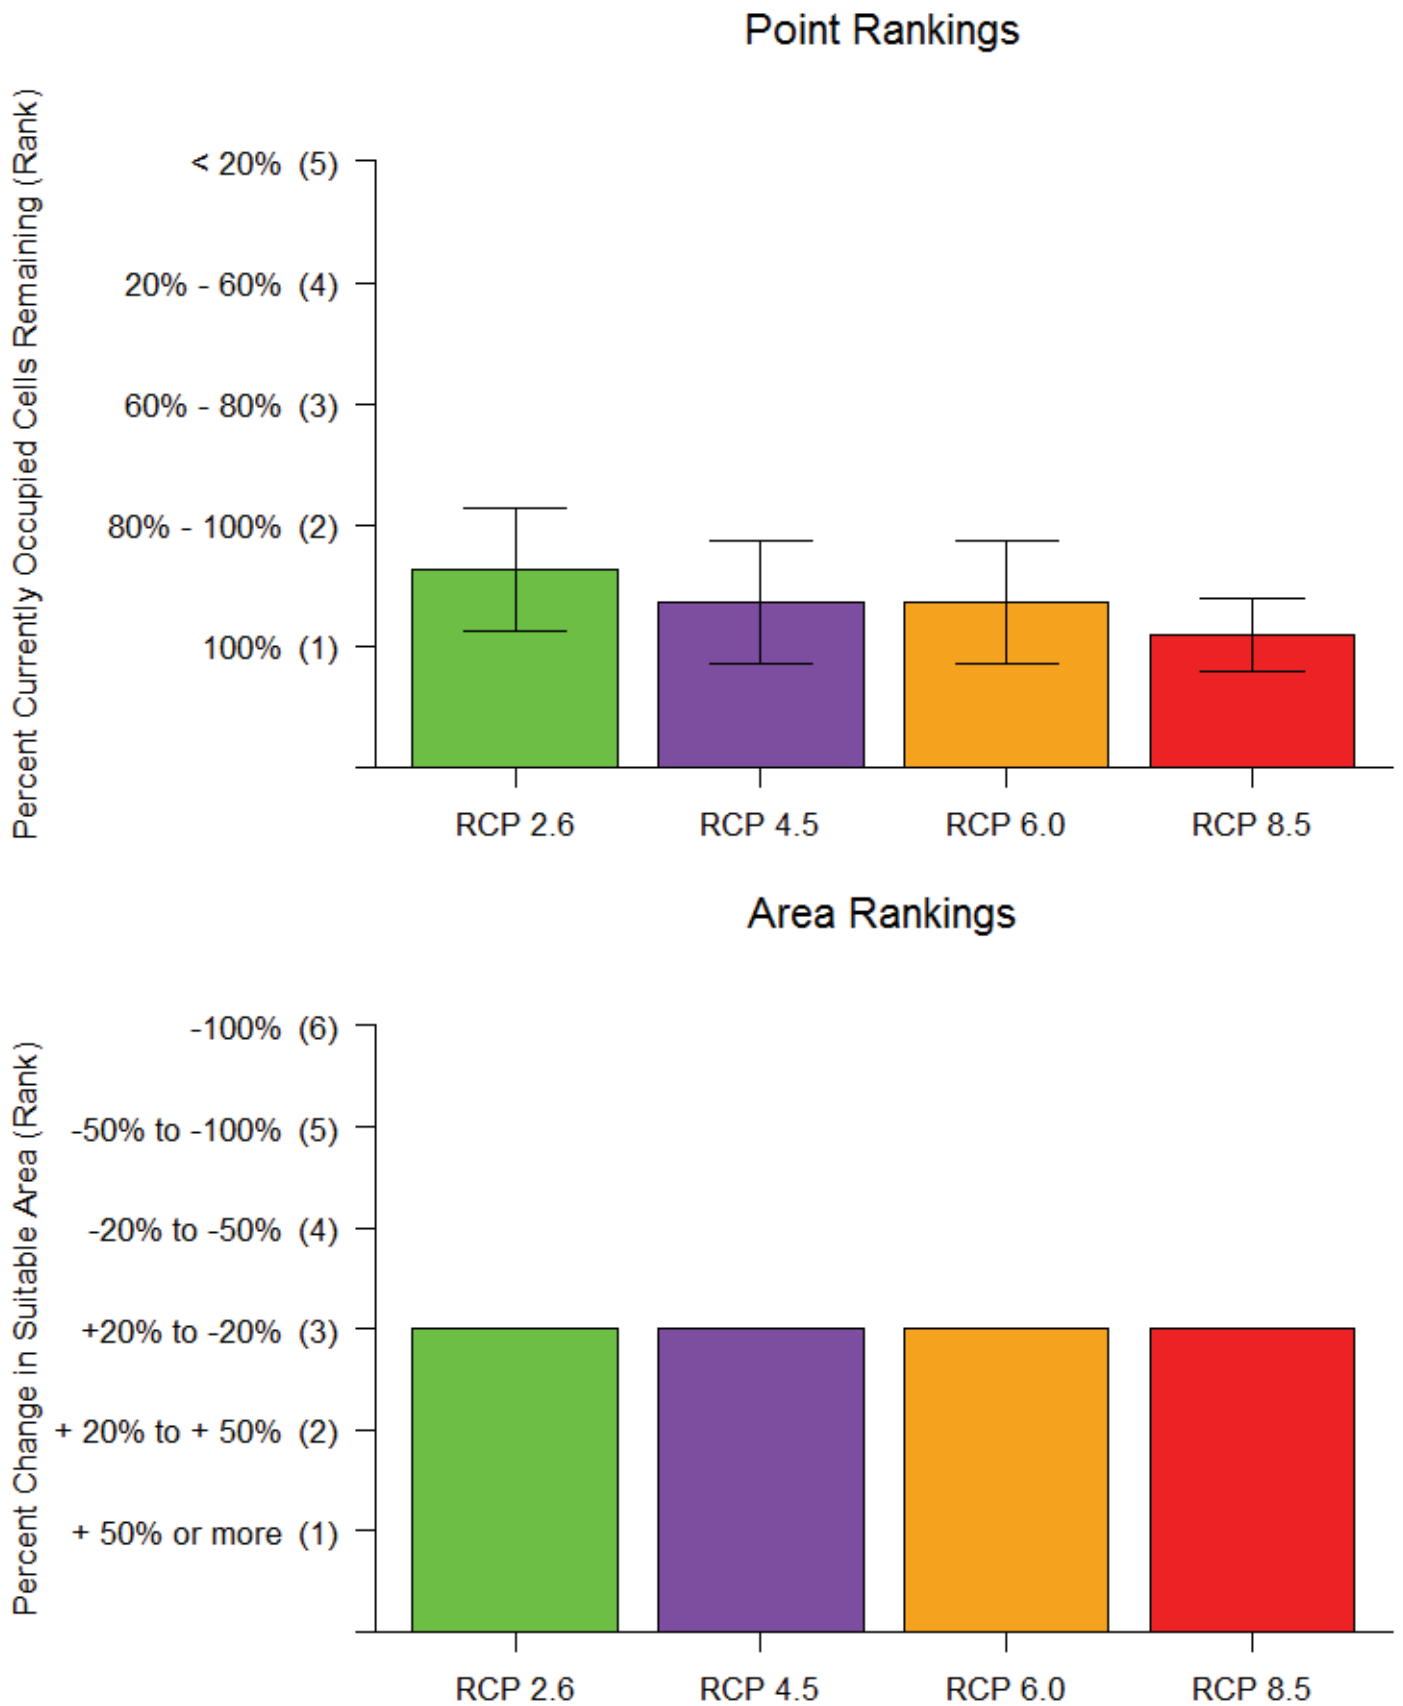 Point Rankings
Percent Currently Occupied Cells Remaining (Rank)
< 20% (5)
20% - 60% (4)
60% - 80% (3)
80% - 100% (2)
100% (1)
RCP 2.6 RCP 4.5 RCP 6.0 RCP 8.5
Area Rankings
Percent Change in Suitable Area (Rank)
-100% (6)
-50% to -100% (5)
-20% to -50% (4)
+20% to -20% (3)
+ 20% to + 50% (2)
+ 50% or more (1)
RCP 2.6 RCP 4.5 RCP 6.0 RCP 8.5